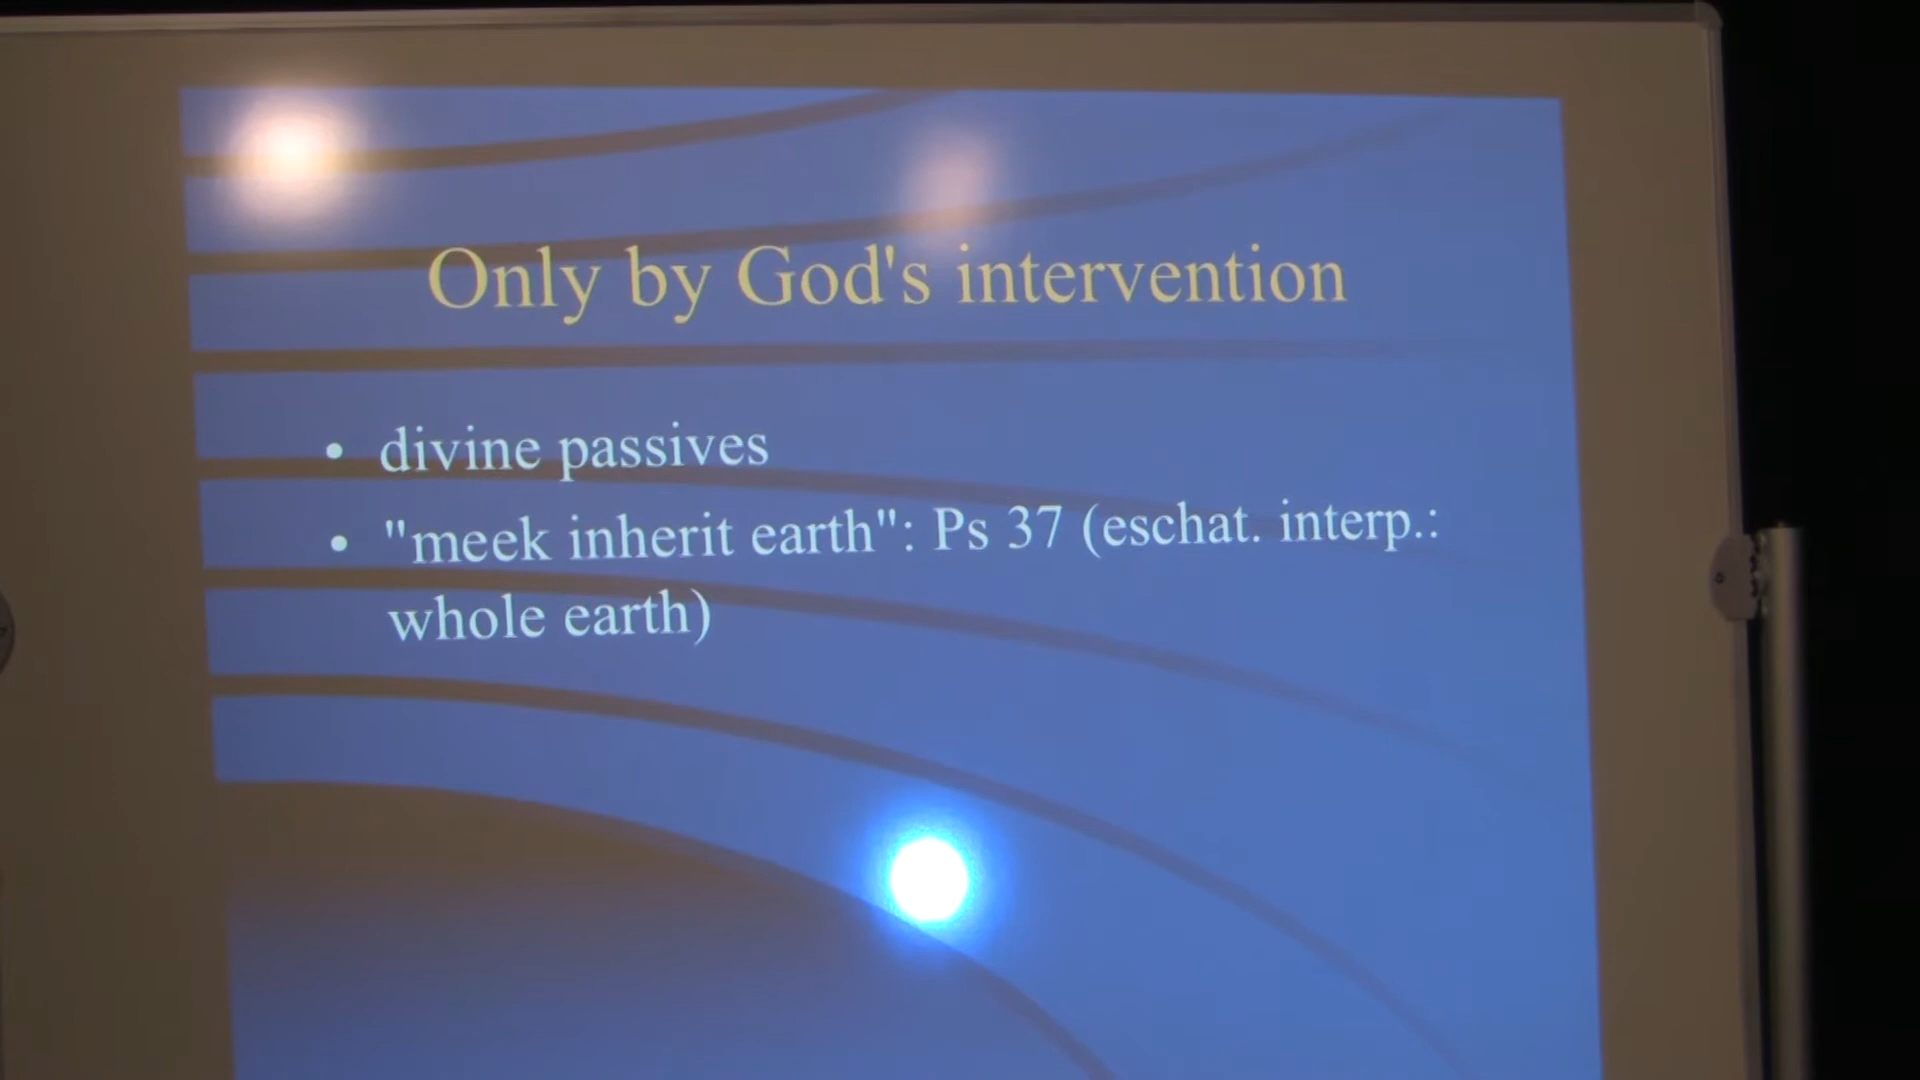 Only by God's intervention
• divine passives
• "meek inherit earth": Ps 37 (eschat. interp.:
whole earth)